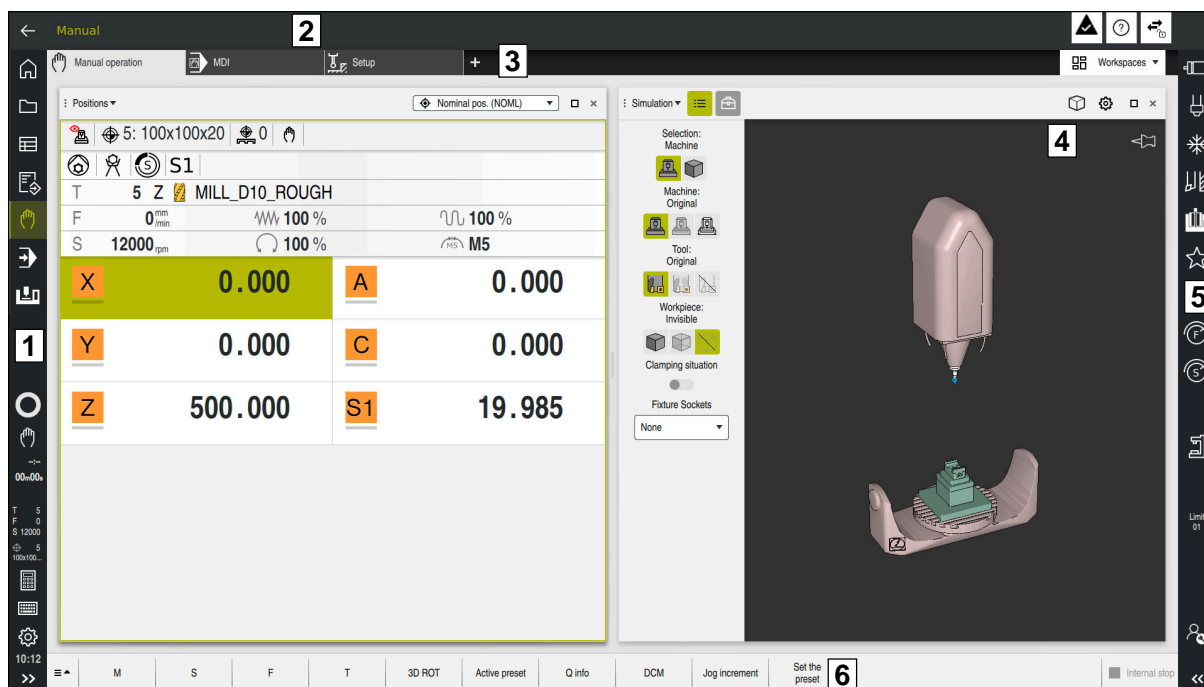 Manual
2
Manual operation
MDI
Setup
+
3
Workspaces
Positions
Nominal pos. (NOML)
×
5: 100x100x20
0
S
S1
T 5 Z MILL_D10_ROUGH
F 0 mm/min 100 % 100 %
S 12000 rpm 100 % M5 M5
X 0.000 A 0.000
Y 0.000 C 0.000
Z 500.000 S1 19.985
Simulation
×
4
Selection:
Machine
Machine:
Original
Tool:
Original
Workpiece:
Invisible
Clamping situation
Fixture Sockets
None
1
--:--
00m00s
T 5
F 0
S 12000
5
100x100...
10:12
5
F
S
Limit
01
M
S
F
T
3D ROT
Active preset
Q info
DCM
Jog increment
Set the
preset
6
Internal stop